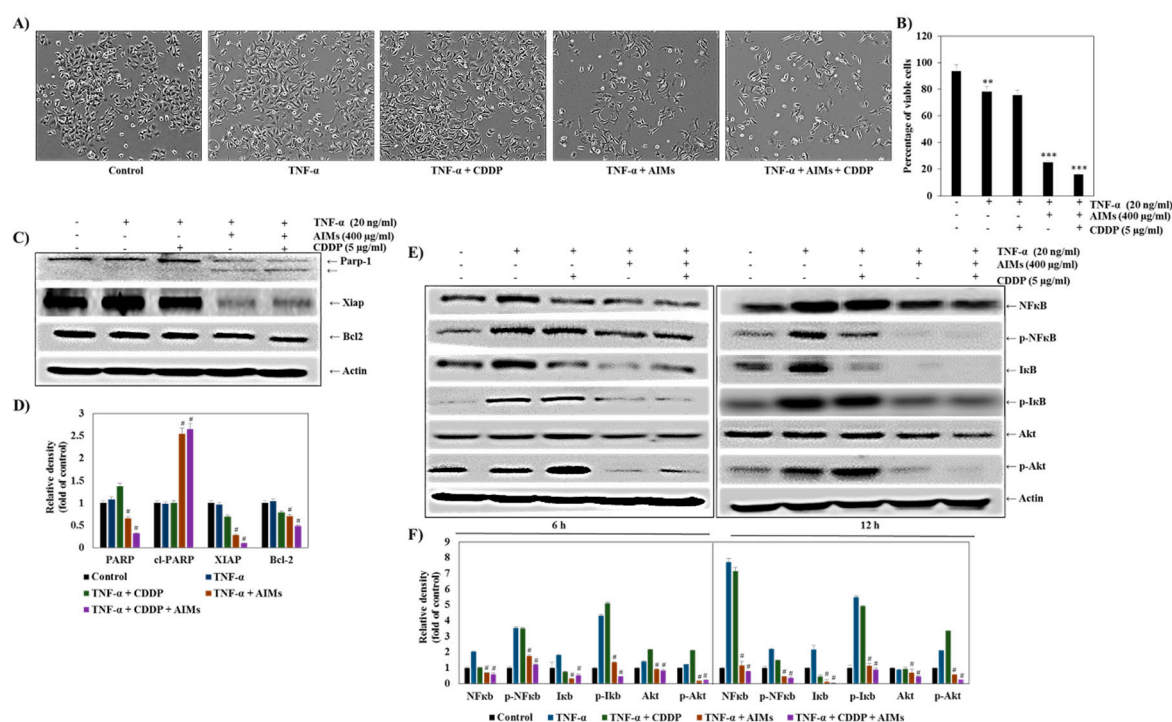 A)
Control
TNF-α
TNF-α + CDDP
TNF-α + AIMs
TNF-α + AIMs + CDDP
B)
Percentage of viable cells
100
80
60
40
20
0
**
***
***
- + + + + TNF-α (20 ng/ml)
+ + AIMs (400 µg/ml)
+ + CDDP (5 µg/ml)
C)
- + + + + TNF-α (20 ng/ml)
- - - + + AIMs (400 µg/ml)
- - + - + CDDP (5 µg/ml)
← Parp-1
←
← Xiap
← Bcl2
← Actin
D)
Relative density
(fold of control)
3
2.5
2
1.5
1
0.5
0
# # # # # # # #
PARP cl-PARP XIAP Bcl-2
Control TNF-α
TNF-α + CDDP TNF-α + AIMs
TNF-α + CDDP + AIMs
E)
- + + + + - + + + + TNF-α (20 ng/ml)
- - - + + - - - + + AIMs (400 µg/ml)
- - + - + - - + - + CDDP (5 µg/ml)
← NFκB
← p-NFκB
← IκB
← p-IκB
← Akt
← p-Akt
← Actin
6 h 12 h
F)
Relative density
(fold of control)
9
8
7
6
5
4
3
2
1
0
NFκb p-NFκb Iκb p-Ikb Akt p-Akt NFκb p-NFκb Iκb p-Iκb Akt p-Akt
Control TNF-α TNF-α + CDDP TNF-α + AIMs TNF-α + CDDP + AIMs